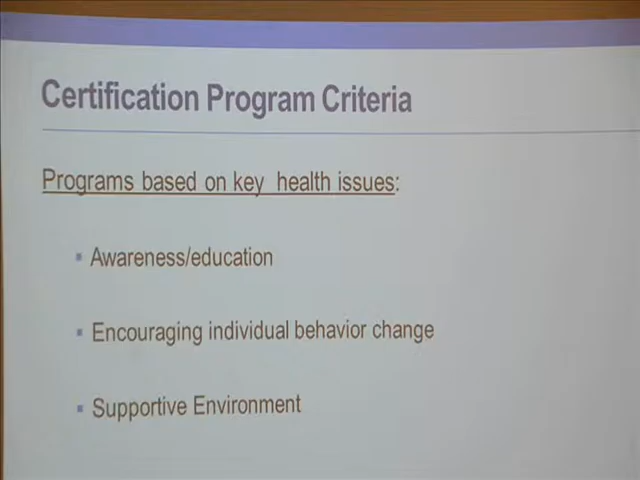 Certification Program Criteria
Programs based on key health issues:
Awareness/education
Encouraging individual behavior change
Supportive Environment